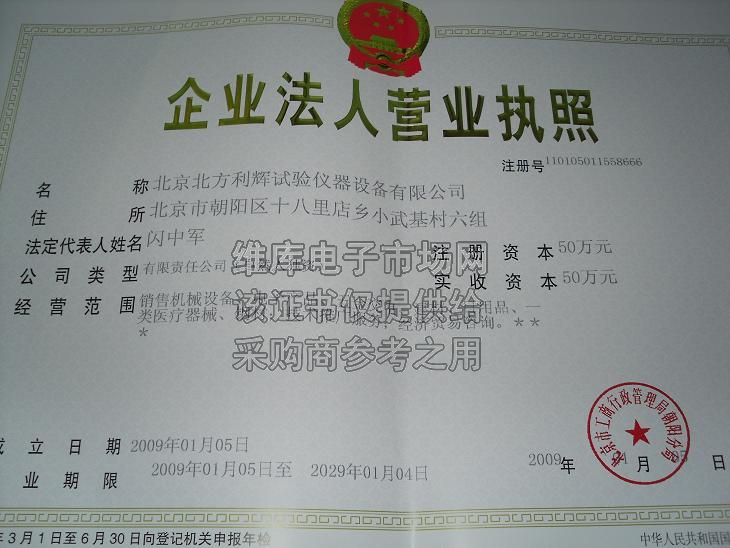 企业法人营业执照
注册号 110105011558666
名称 北京北方利辉试验仪器设备有限公司
住所 北京市朝阳区十八里店乡小武基村六组
法定代表人姓名 闪中军
注册资本 50万元
公司类型 有限责任公司
实收资本 50万元
经营范围 销售机械设备、
类医疗器械、 服务；经济贸易咨询。**
*
维库电子市场网
该证书仅提供给
采购商参考之用
成立日期 2009年01月05日
业期限 2009年01月05日至 2029年01月04日
2009年 月 日
北京市工商行政管理局朝阳分局
年3月1日至6月30日向登记机关申报年检
中华人民共和国国